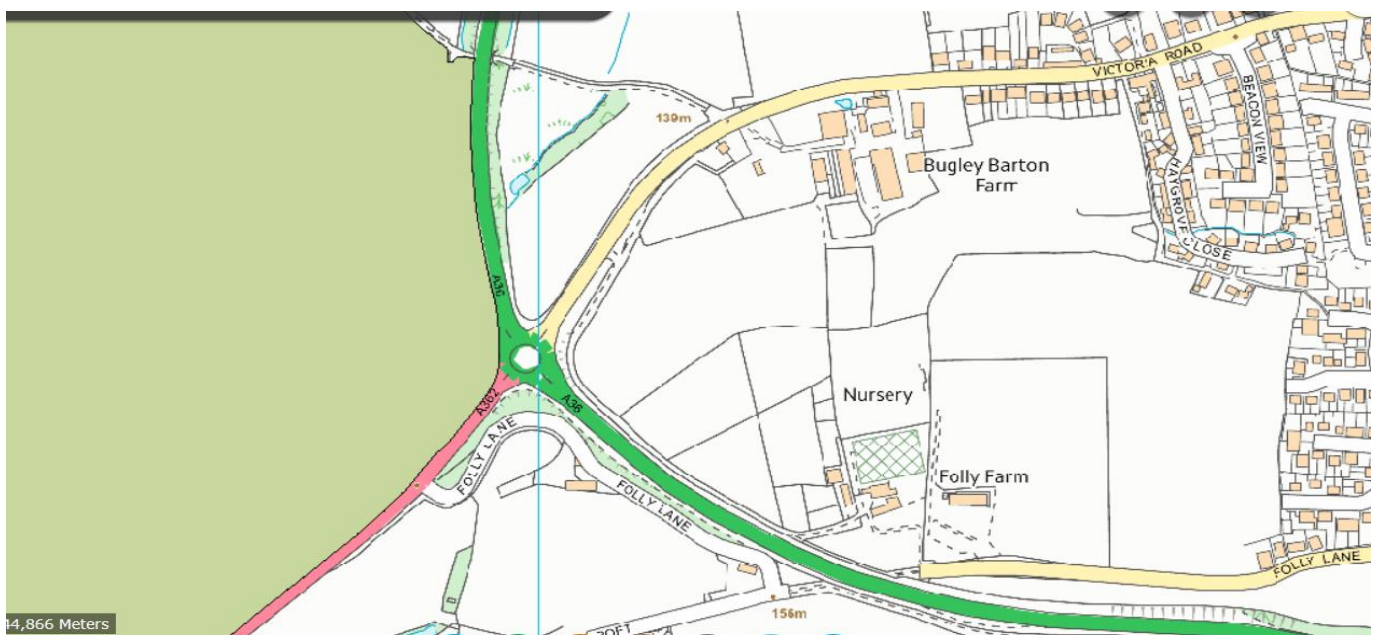 VICTORIA ROAD
BEACON VIEW
139m
Bugley Barton
Farm
HANGROVE CLOSE
A36
Nursery
A362
A36
FOLLY LANE
Folly Farm
FOLLY LANE
FOLLY LANE
156m
44,866 Meters